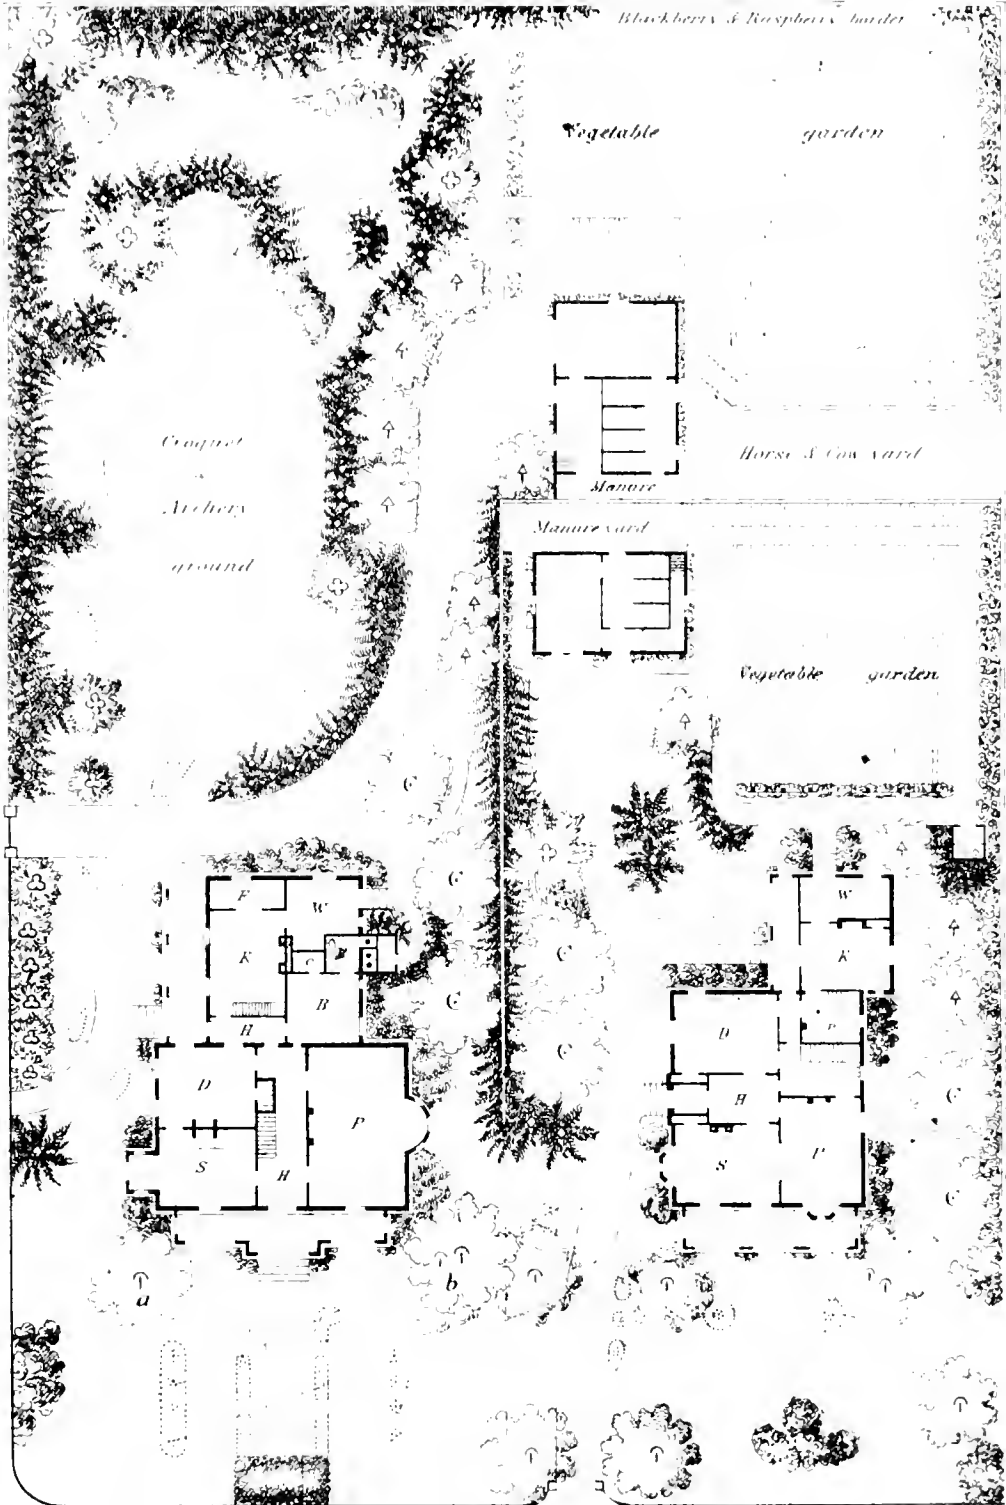 Blackberry & Raspberry border
Vegetable garden
Croquet
&
Archery
ground
Horse & Cow yard
Manure
Manure yard
Vegetable garden
F
W
K
C
B
H
D
P
S
H
a
b
W
K
P
D
H
S
P